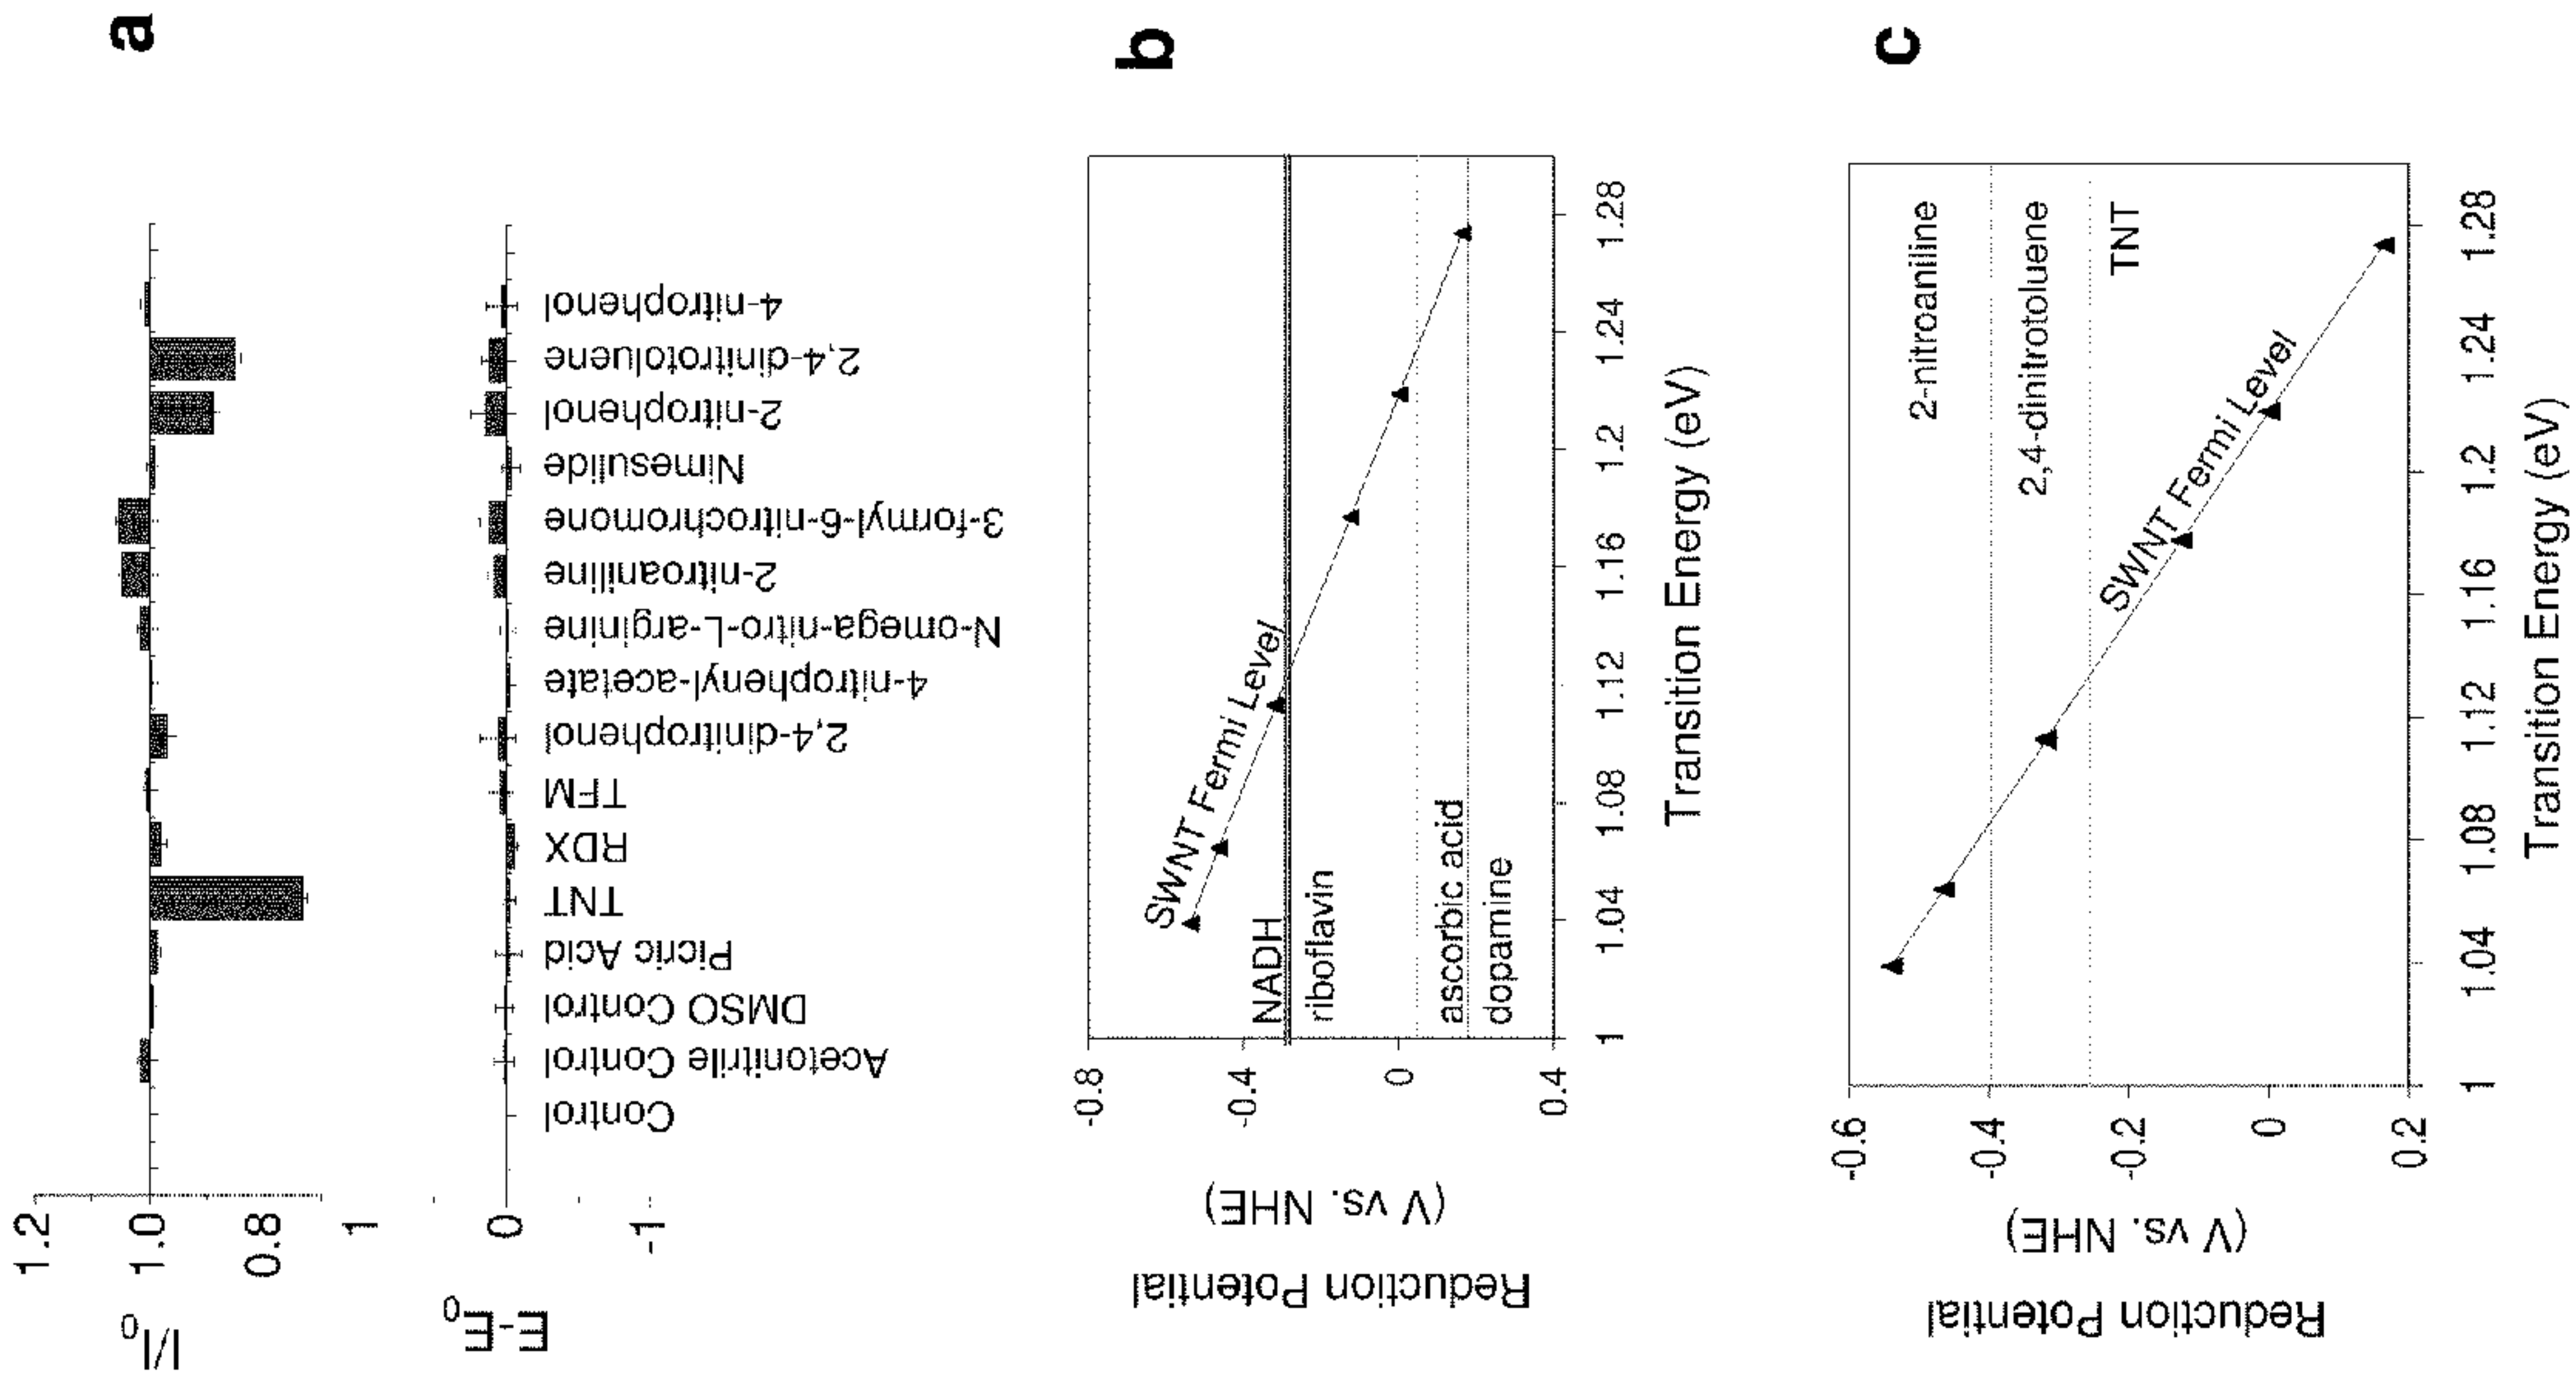 a
I/I0
1.2
1.0
0.8
E-E0
1
0
-1
Control
Acetonitrile Control
DMSO Control
Picric Acid
TNT
RDX
TFM
2,4-dinitrophenol
4-nitrophenyl-acetate
N-omega-nitro-L-arginine
2-nitroaniline
3-formyl-6-nitrochromone
Nimesulide
2-nitrophenol
2,4-dinitrotoluene
4-nitrophenol
b
Reduction Potential
(V vs. NHE)
-0.8
-0.4
0
0.4
SWNT Fermi Level
NADH
riboflavin
ascorbic acid
dopamine
1 1.04 1.08 1.12 1.16 1.2 1.24 1.28
Transition Energy (eV)
c
Reduction Potential
(V vs. NHE)
-0.6
-0.4
-0.2
0
0.2
2-nitroaniline
2,4-dinitrotoluene
TNT
SWNT Fermi Level
1 1.04 1.08 1.12 1.16 1.2 1.24 1.28
Transition Energy (eV)